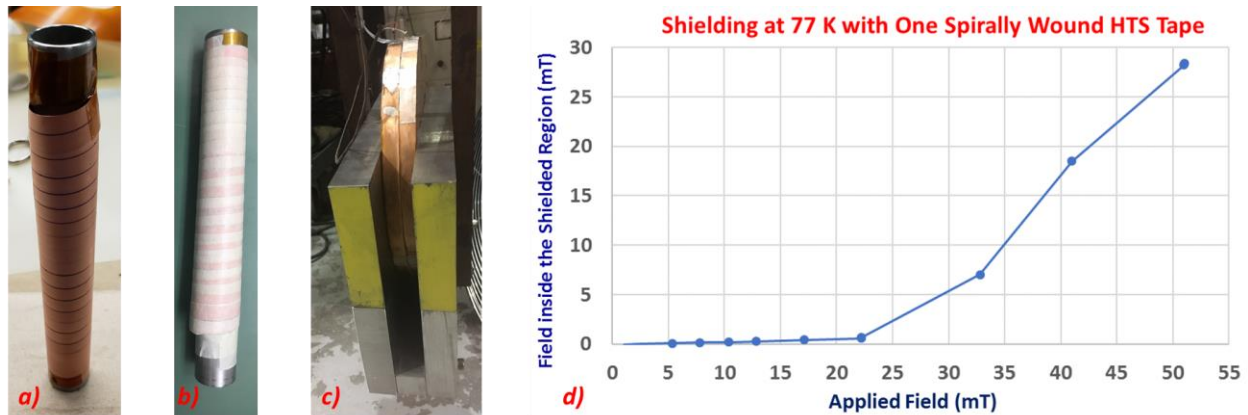 a)
b)
c)
d)
Shielding at 77 K with One Spirally Wound HTS Tape
Field inside the Shielded Region (mT)
30
25
20
15
10
5
0
0 5 10 15 20 25 30 35 40 45 50 55
Applied Field (mT)